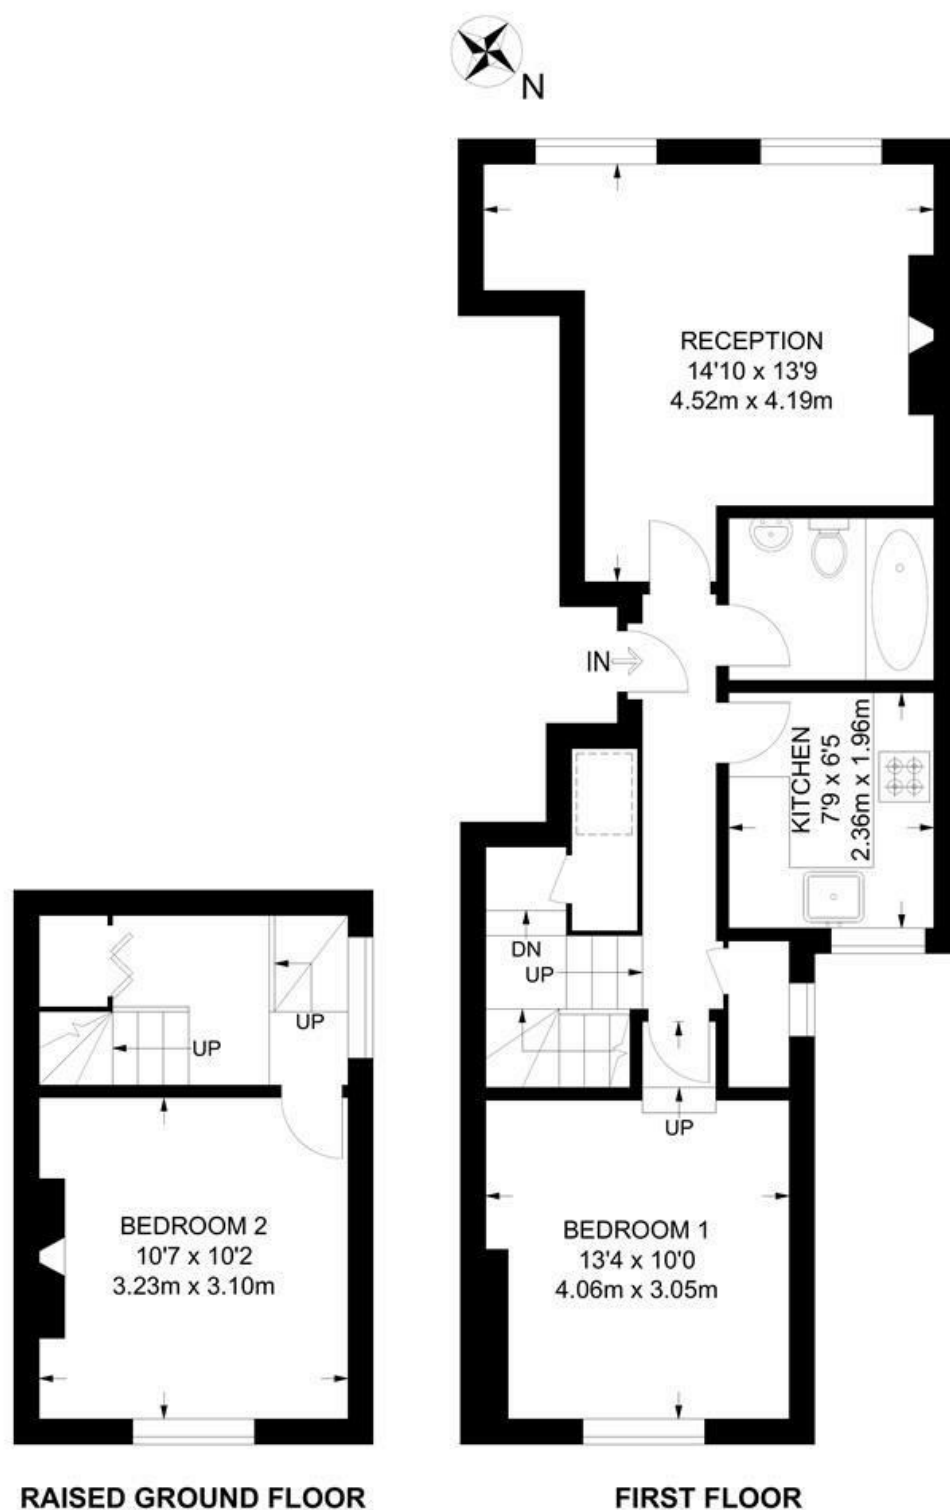 N
RECEPTION
14'10 x 13'9
4.52m x 4.19m
IN
KITCHEN
7'9 x 6'5
2.36m x 1.96m
DN
UP
UP
UP
UP
BEDROOM 2
10'7 x 10'2
3.23m x 3.10m
BEDROOM 1
13'4 x 10'0
4.06m x 3.05m
RAISED GROUND FLOOR
FIRST FLOOR